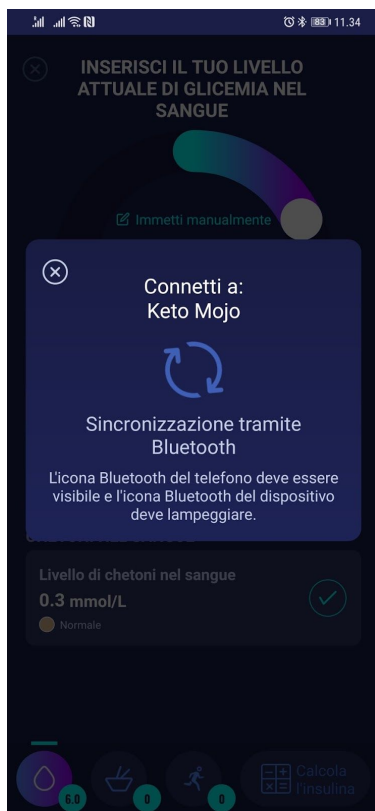 83 11.34
INSERISCI IL TUO LIVELLO
ATTUALE DI GLICEMIA NEL
SANGUE
Immetti manualmente
Connetti a:
Keto Mojo
Sincronizzazione tramite
Bluetooth
L'icona Bluetooth del telefono deve essere
visibile e l'icona Bluetooth del dispositivo
deve lampeggiare.
Livello di chetoni nel sangue
0.3 mmol/L
Normale
6.0
0
0
Calcola
l'insulina